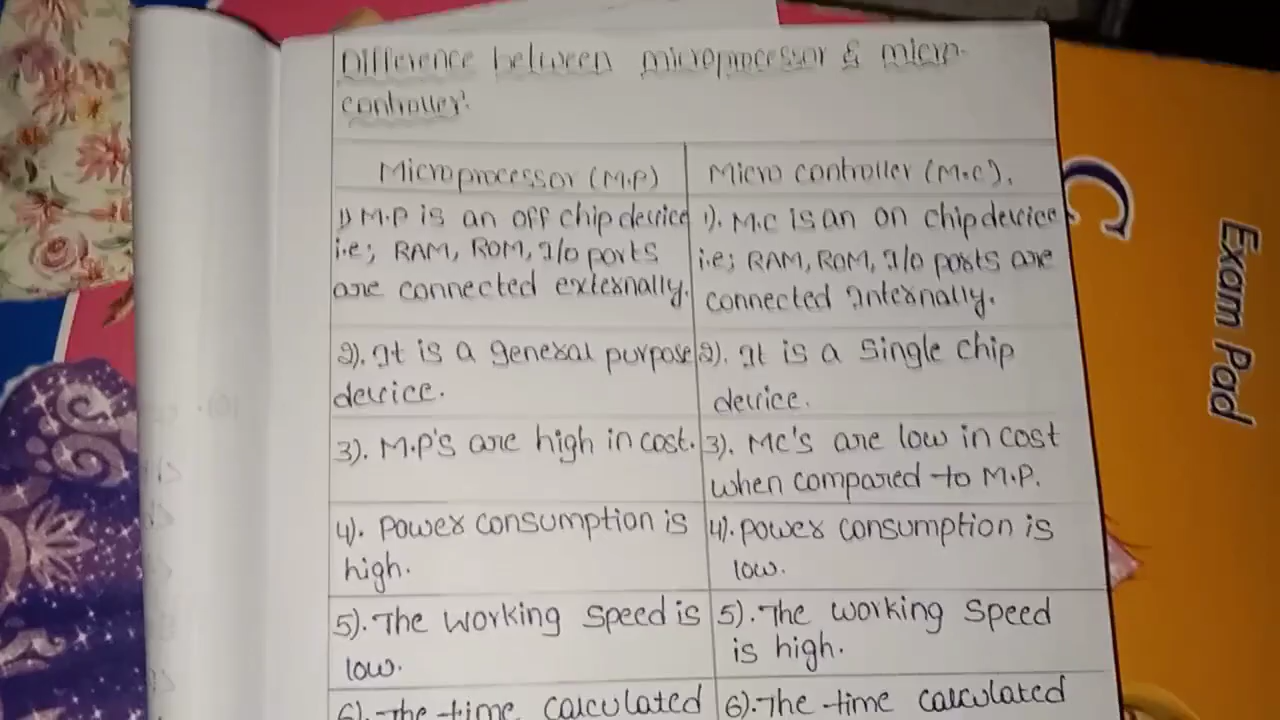 Difference between microprocessor & micro-
controller.
Microprocessor (M.P)
1) M.P is an off chip device
i.e; RAM, ROM, I/o ports
are connected externally.
2). It is a general purpose
device.
3). M.P's are high in cost.
4). Power consumption is
high.
5). The working speed is
low.
6). The time calculated
Micro controller (M.C).
1). M.C is an on chip device
i.e; RAM, ROM, I/o ports are
connected Internally.
2). It is a single chip
device.
3). MC's are low in cost
when compared to M.P.
4). power consumption is
low.
5). The working speed
is high.
6). The time calculated
C
Exam Pad